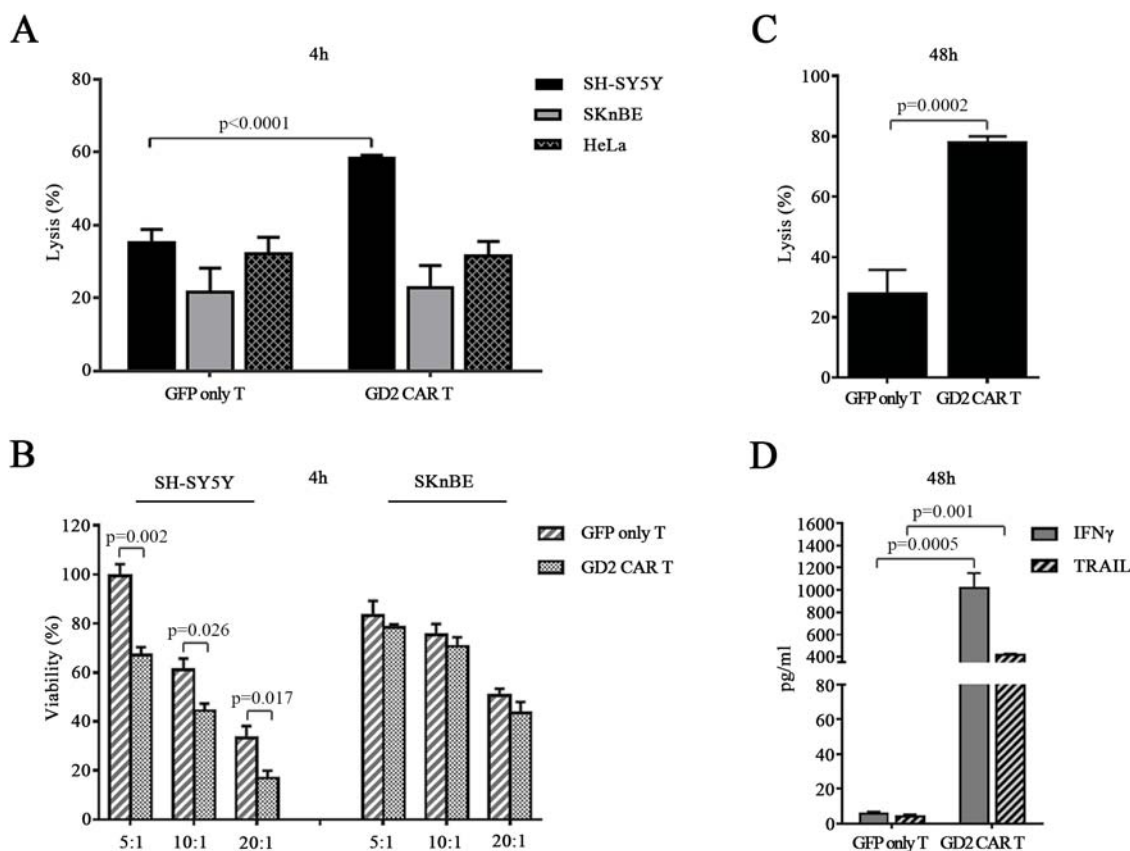 A
4h
80
60
40
20
0
Lysis (%)
p<0.0001
SH-SY5Y
SKnBE
HeLa
GFP only T
GD2 CAR T
C
48h
100
80
60
40
20
0
Lysis (%)
p=0.0002
GFP only T
GD2 CAR T
B
SH-SY5Y
4h
SKnBE
120
100
80
60
40
20
0
Viability (%)
p=0.002
p=0.026
p=0.017
GFP only T
GD2 CAR T
5:1
10:1
20:1
5:1
10:1
20:1
D
48h
1600
1400
1200
1000
800
600
400
80
60
40
20
0
pg/ml
p=0.001
p=0.0005
IFNγ
TRAIL
GFP only T
GD2 CAR T